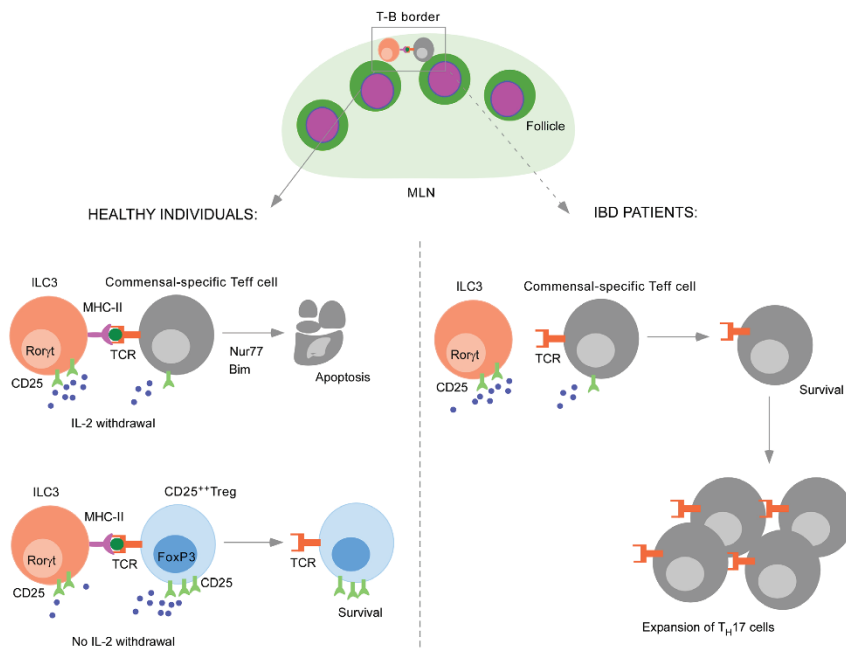 T-B border
Follicle
MLN
HEALTHY INDIVIDUALS:
IBD PATIENTS:
ILC3
Commensal-specific Teff cell
MHC-II
Rorγt
TCR
Nur77
Bim
CD25
Apoptosis
IL-2 withdrawal
ILC3
CD25++Treg
MHC-II
Rorγt
FoxP3
TCR
CD25
CD25
TCR
Survival
No IL-2 withdrawal
ILC3
Commensal-specific Teff cell
Rorγt
TCR
CD25
Survival
Expansion of TH17 cells